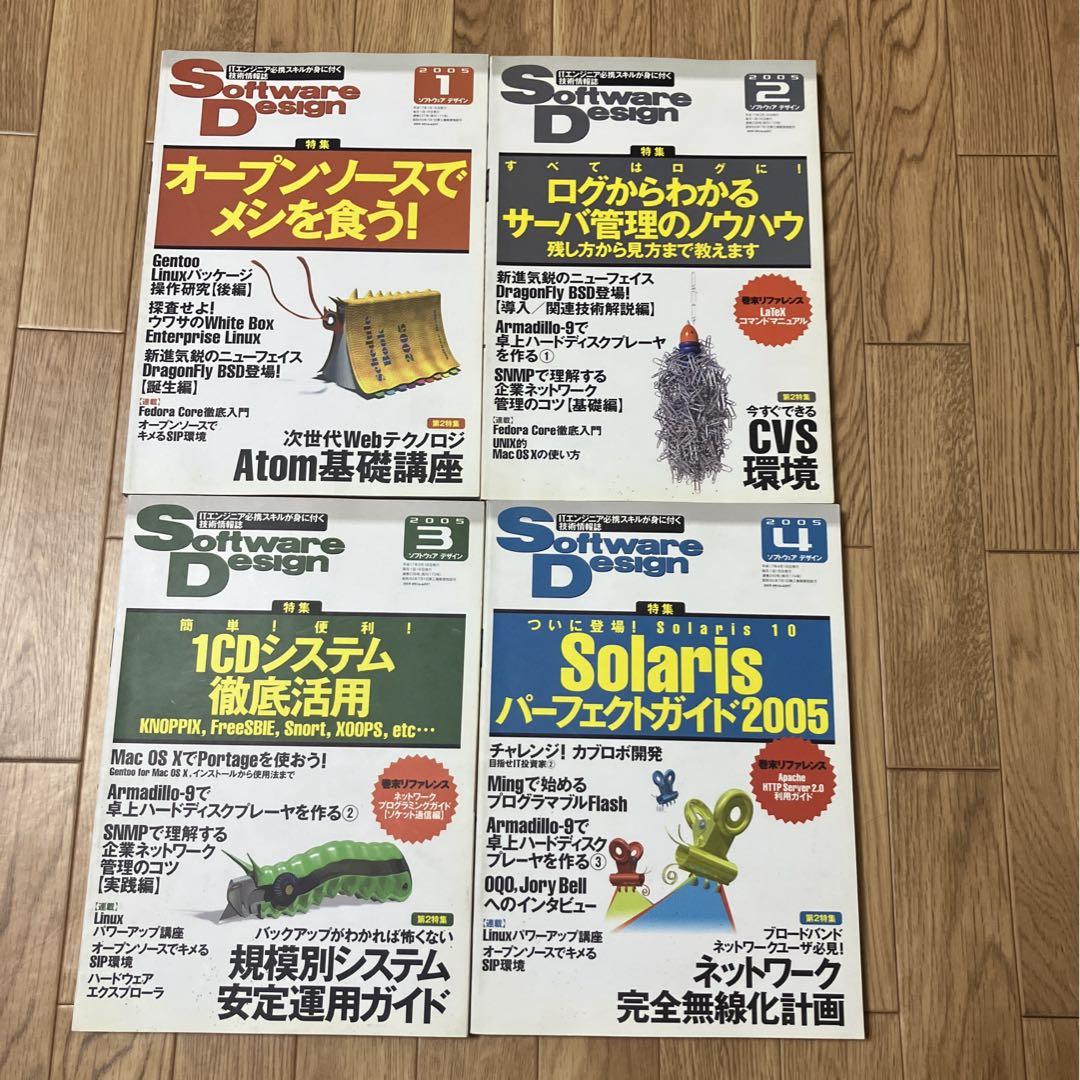 ITエンジニア必携スキルが身に付く
技術情報誌
Software
Design
2005
1
ソフトウェア デザイン
特集
オープンソースで
メシを食う!
Gentoo
Linuxパッケージ
操作研究【後編】
探査せよ!
ウワサのWhite Box
Enterprise Linux
新進気鋭のニューフェイス
DragonFly BSD登場!
【誕生編】
【連載】
Fedora Core徹底入門
オープンソースで
キメるSIP環境
schedule
Book
2005
第2特集
次世代Webテクノロジ
Atom基礎講座
ITエンジニア必携スキルが身に付く
技術情報誌
Software
Design
2005
2
ソフトウェア デザイン
特集
すべてはログに!
ログからわかる
サーバ管理のノウハウ
残し方から見方まで教えます
新進気鋭のニューフェイス
DragonFly BSD登場!
【導入/関連技術解説編】
Armadillo-9で
卓上ハードディスクプレーヤ
を作る①
SNMPで理解する
企業ネットワーク
管理のコツ【基礎編】
【連載】
Fedora Core徹底入門
UNIX的
Mac OS Xの使い方
巻末リファレンス
LaTeX
コマンドマニュアル
第2特集
今すぐできる
CVS
環境
ITエンジニア必携スキルが身に付く
技術情報誌
Software
Design
2005
3
ソフトウェア デザイン
特集
簡単!便利!
1CDシステム
徹底活用
KNOPPIX, FreeSBIE, Snort, XOOPS, etc…
Mac OS XでPortageを使おう!
Gentoo for Mac OS X、インストールから使用法まで
Armadillo-9で
卓上ハードディスクプレーヤを作る②
SNMPで理解する
企業ネットワーク
管理のコツ
【実践編】
【連載】
Linux
パワーアップ講座
オープンソースでキメる
SIP環境
ハードウェア
エクスプローラ
巻末リファレンス
ネットワーク
プログラミングガイド
【ソケット通信編】
第2特集
バックアップがわかれば怖くない
規模別システム
安定運用ガイド
ITエンジニア必携スキルが身に付く
技術情報誌
Software
Design
2005
4
ソフトウェア デザイン
特集
ついに登場! Solaris 10
Solaris
パーフェクトガイド2005
チャレンジ! カブロボ開発
目指せIT投資家②
Mingで始める
プログラマブルFlash
Armadillo-9で
卓上ハードディスク
プレーヤを作る③
OQO, Jory Bell
へのインタビュー
【連載】
Linuxパワーアップ講座
オープンソースでキメる
SIP環境
巻末リファレンス
Apache
HTTP Server 2.0
利用ガイド
第2特集
ブロードバンド
ネットワークユーザ必見!
ネットワーク
完全無線化計画